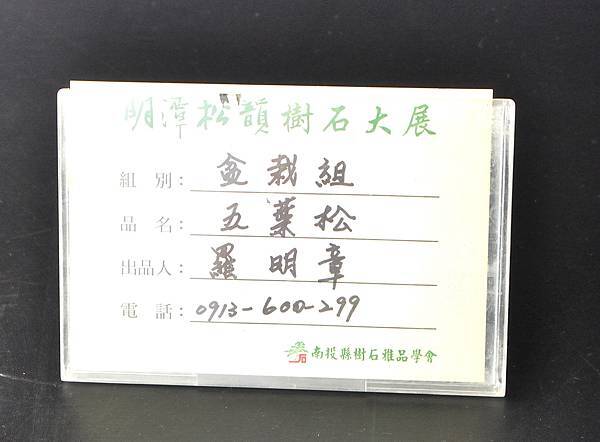 明潭松韻樹石大展
組 別：盆栽組
品 名：五葉松
出品人：羅明章
電 話：0913-600-299
南投縣樹石雅品學會